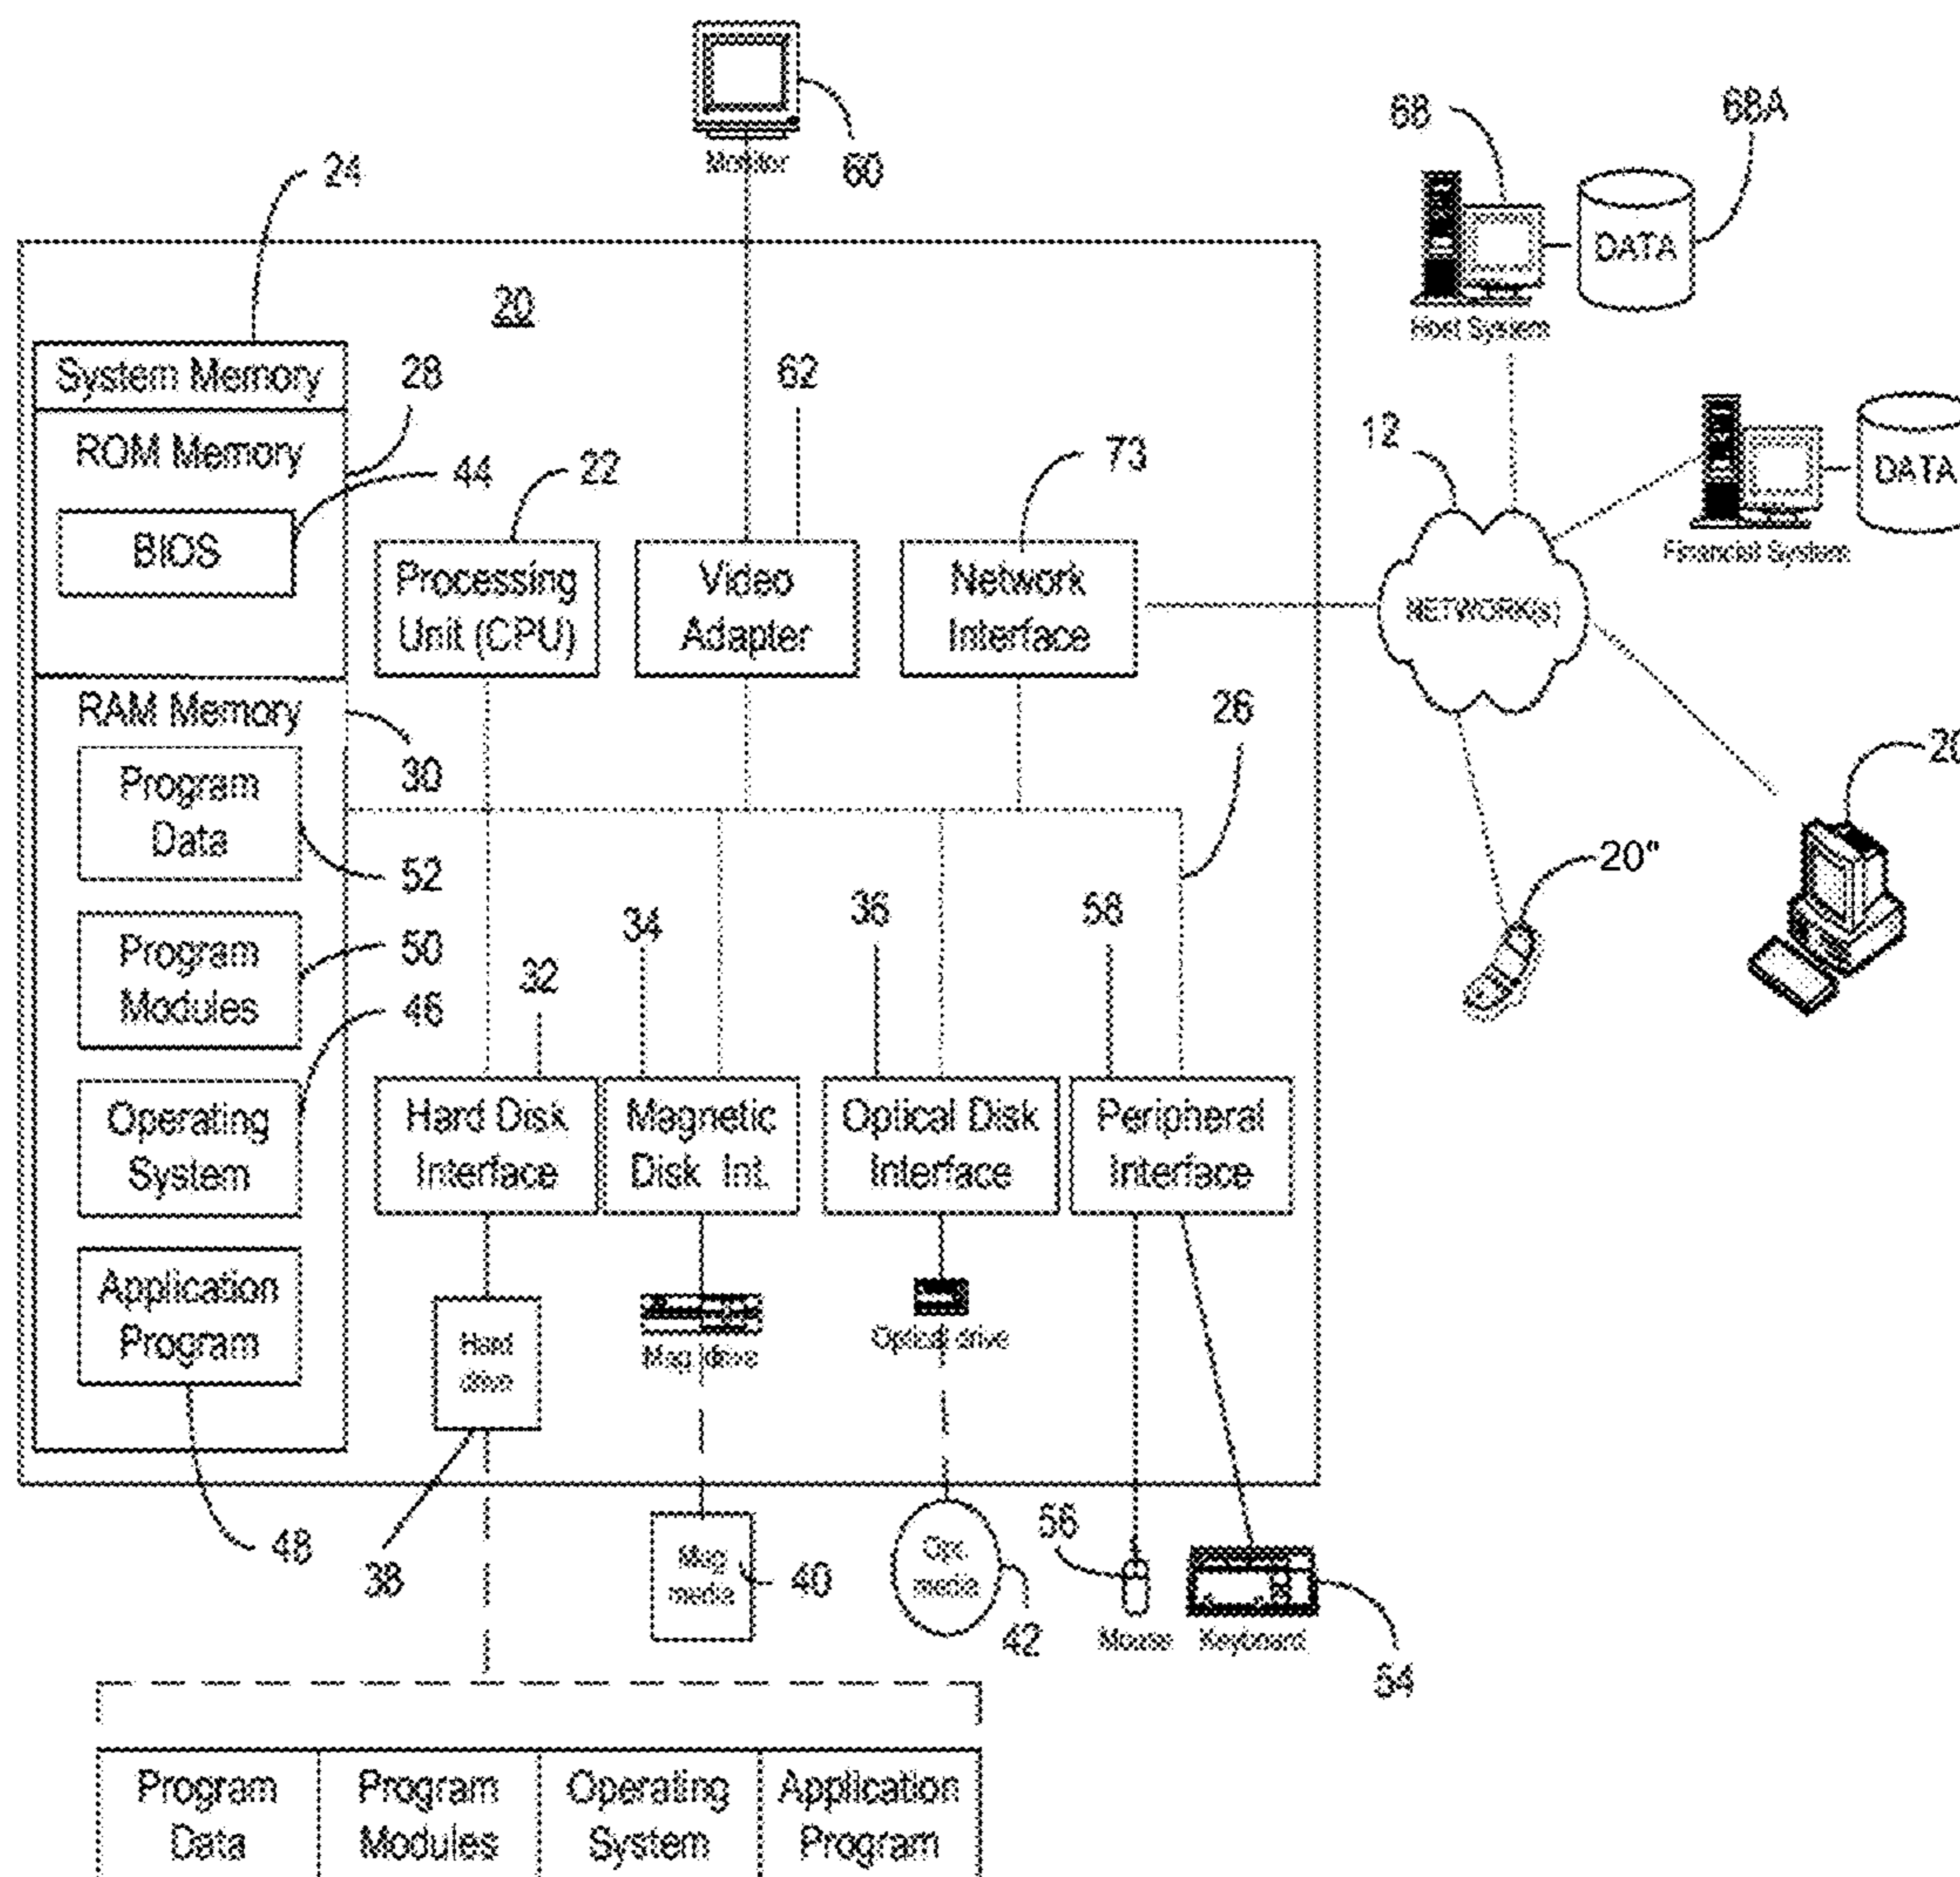 Monitor
60
68
68A
24
DATA
Host System
20
System Memory
28
62
ROM Memory
44
22
73
12
DATA
Financial System
BIOS
Processing
Unit (CPU)
Video
Adapter
Network
Interface
NETWORK(s)
RAM Memory
30
26
20
Program
Data
52
20"
34
36
58
Program
Modules
50
32
46
Operating
System
Hard Disk
Interface
Magnetic
Disk Int.
Optical Disk
Interface
Peripheral
Interface
Application
Program
Hard
drive
Mag drive
Optical drive
48
38
Mag
media
40
Opt.
media
42
56
Mouse
Keyboard
54
Program
Data
Program
Modules
Operating
System
Application
Program